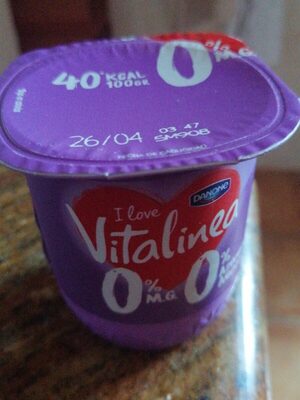 40* KCAL
100GR
0% M.G.
26/04 03 47
SM908
DANONE
I love
Vitalinea
0% M.G.
0%